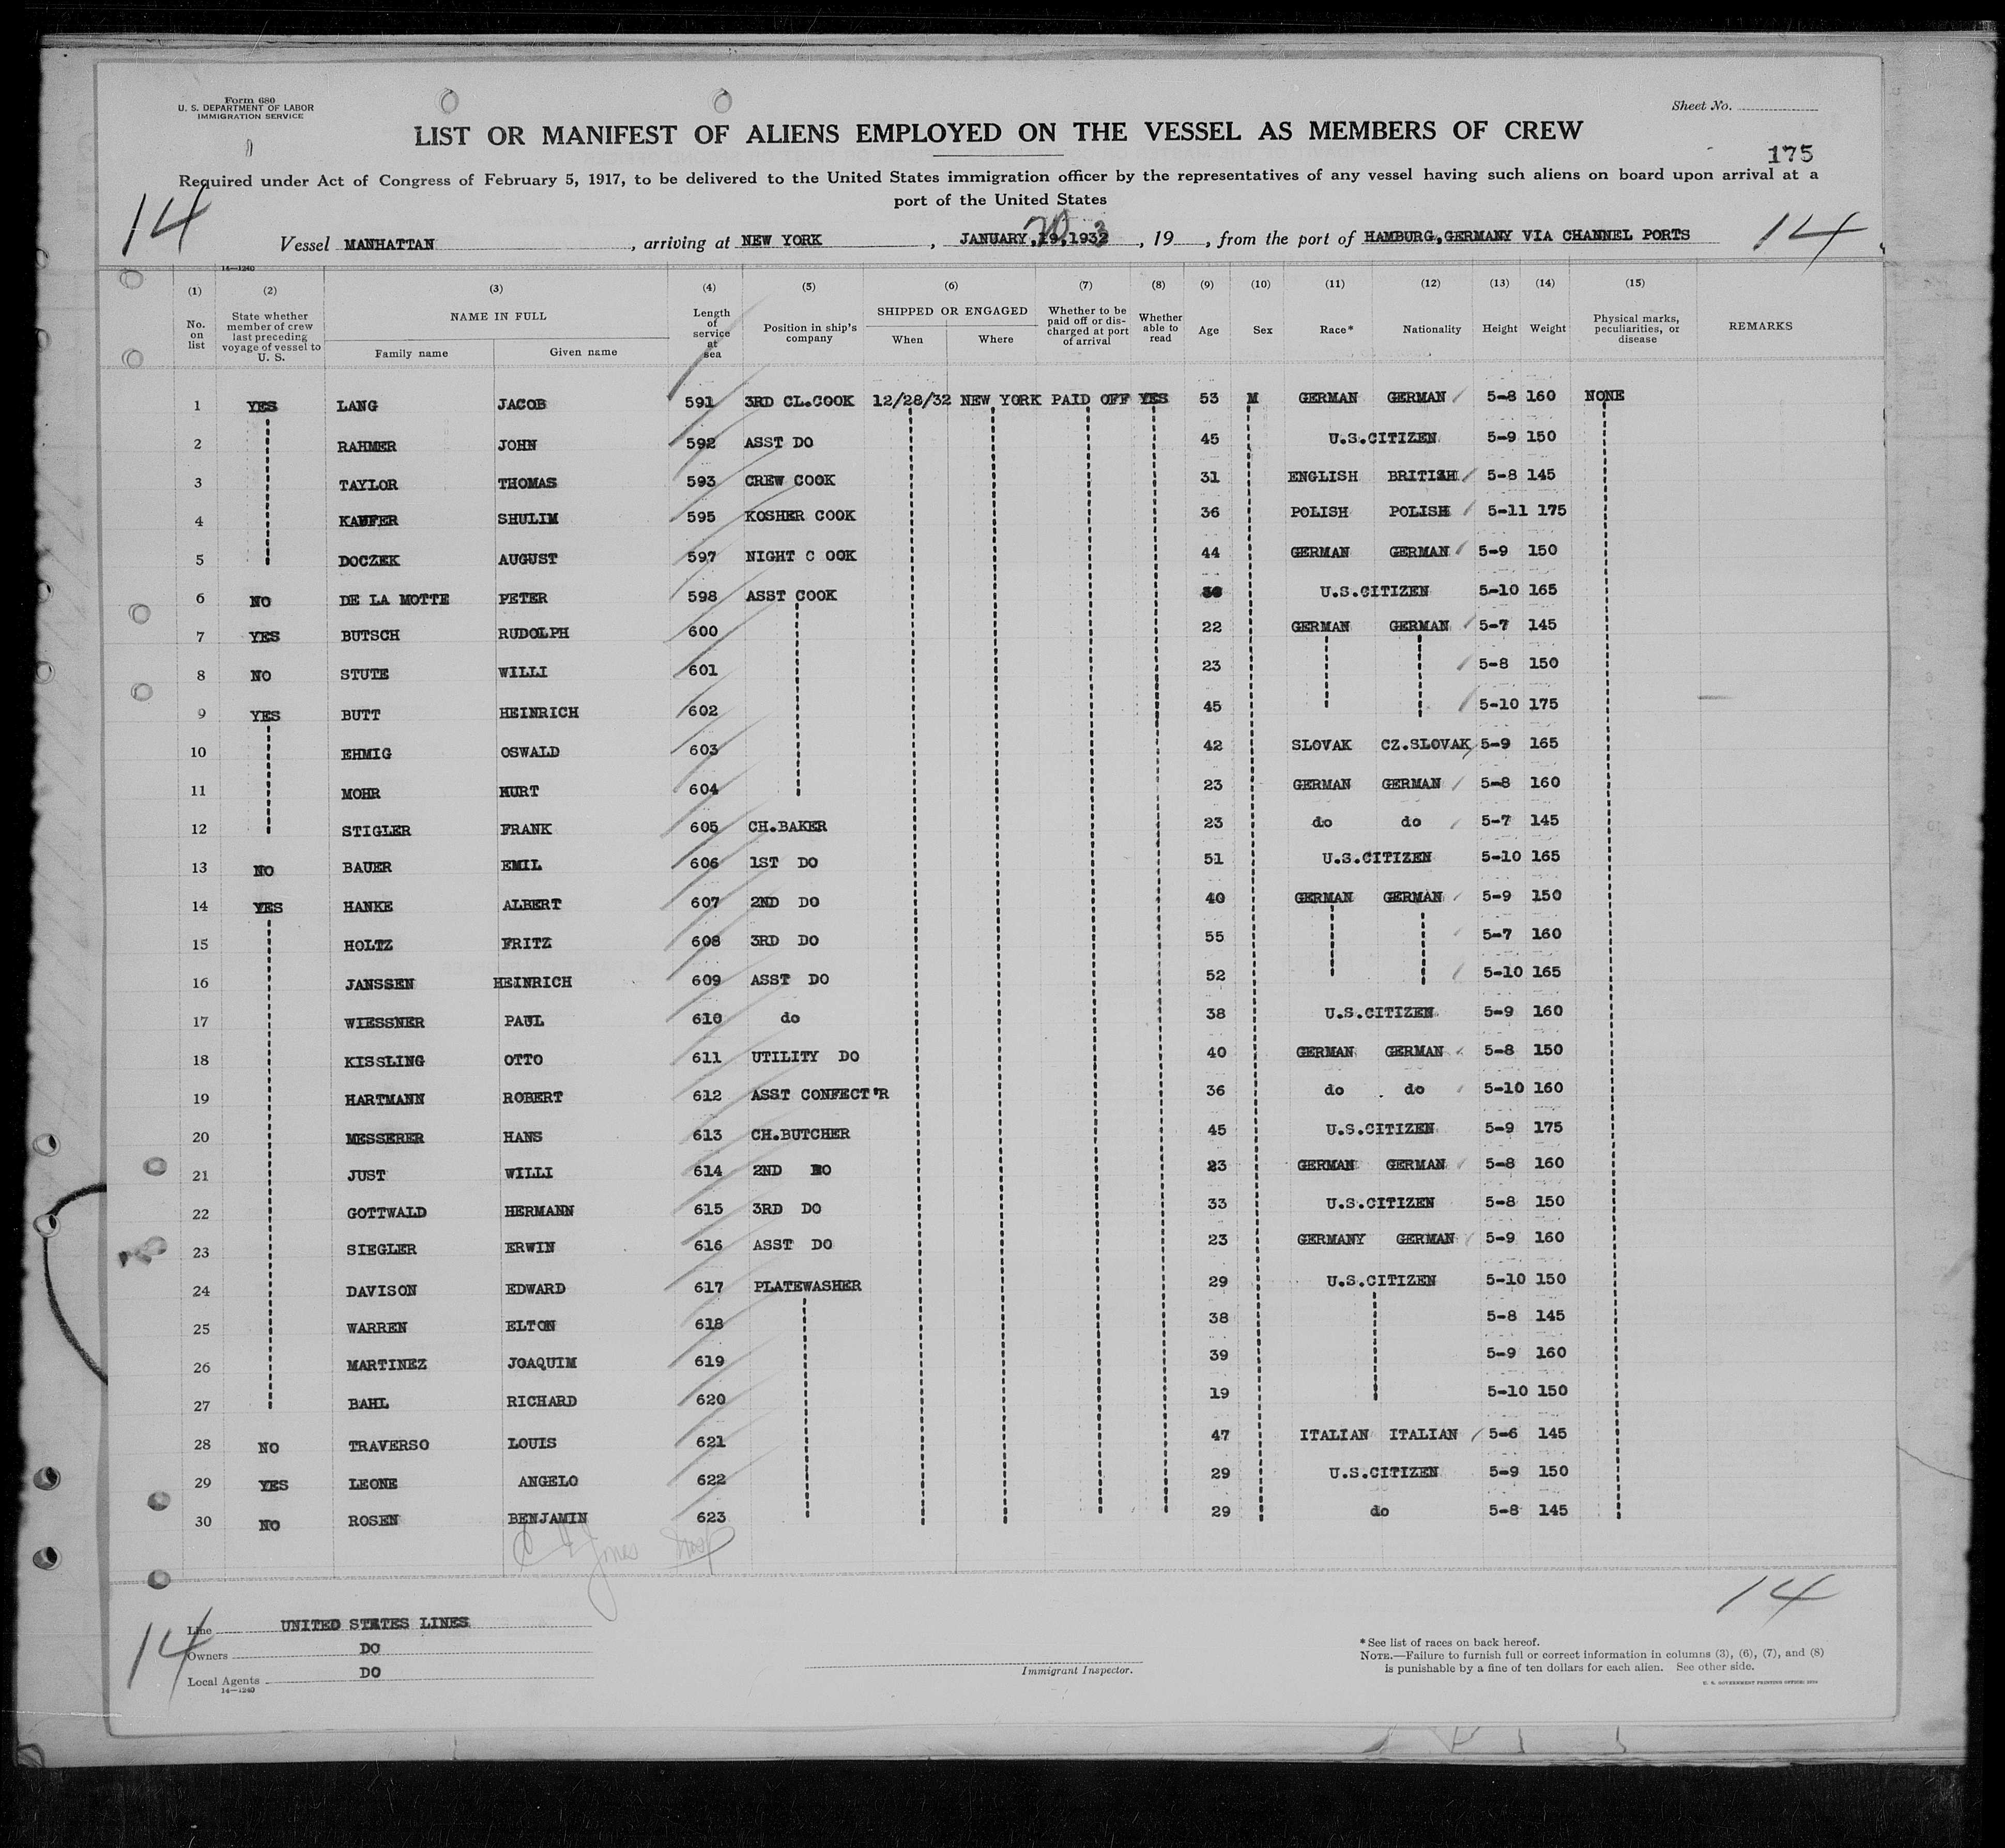 Form 680
U. S. DEPARTMENT OF LABOR
IMMIGRATION SERVICE
Sheet No.
LIST OR MANIFEST OF ALIENS EMPLOYED ON THE VESSEL AS MEMBERS OF CREW
175
Required under Act of Congress of February 5, 1917, to be delivered to the United States immigration officer by the representatives of any vessel having such aliens on board upon arrival at a
port of the United States
14 14
Vessel MANHATTAN, arriving at NEW YORK, JANUARY, 19, 1932 20 3, 19, from the port of HAMBURG, GERMANY VIA CHANNEL PORTS
14—1240
(1) (2) (3) (4) (5) (6) (7) (8) (9) (10) (11) (12) (13) (14) (15)
No. on list
State whether member of crew last preceding voyage of vessel to U. S.
NAME IN FULL
Family name Given name
Length of service at sea
Position in ship's company
SHIPPED OR ENGAGED
When Where
Whether to be paid off or discharged at port of arrival
Whether able to read
Age Sex Race* Nationality Height Weight
Physical marks, peculiarities, or disease
REMARKS
1 YES LANG JACOB 591 3RD CL.COOK 12/28/32 NEW YORK PAID OFF YES 53 M GERMAN GERMAN 5-8 160 NONE
2 RAHMER JOHN 592 ASST DO 45 U.S.CITIZEN 5-9 150
3 TAYLOR THOMAS 593 CREW COOK 31 ENGLISH BRITISH 5-8 145
4 KAUFER SHULIM 595 KOSHER COOK 36 POLISH POLISH 5-11 175
5 DOCZEK AUGUST 597 NIGHT C OOK 44 GERMAN GERMAN 5-9 150
6 NO DE LA MOTTE PETER 598 ASST COOK U.S.CITIZEN 5-10 165
7 YES BUTSCH RUDOLPH 600 22 GERMAN GERMAN 5-7 145
8 NO STUTE WILLI 601 23 5-8 150
9 YES BUTT HEINRICH 602 45 5-10 175
10 EHMIG OSWALD 603 42 SLOVAK CZ.SLOVAK 5-9 165
11 MOHR KURT 604 23 GERMAN GERMAN 5-8 160
12 STIGLER FRANK 605 CH.BAKER 23 do do 5-7 145
13 NO BAUER EMIL 606 1ST DO 51 U.S.CITIZEN 5-10 165
14 YES HANKE ALBERT 607 2ND DO 40 GERMAN GERMAN 5-9 150
15 HOLTZ FRITZ 608 3RD DO 55 5-7 160
16 JANSSEN HEINRICH 609 ASST DO 52 5-10 165
17 WIESSNER PAUL 610 do 38 U.S.CITIZEN 5-9 160
18 KISSLING OTTO 611 UTILITY DO 40 GERMAN GERMAN 5-8 150
19 HARTMANN ROBERT 612 ASST CONFECT'R 36 do do 5-10 160
20 MESSERER HANS 613 CH.BUTCHER 45 U.S.CITIZEN 5-9 175
21 JUST WILLI 614 2ND DO 23 GERMAN GERMAN 5-8 160
22 GOTTWALD HERMANN 615 3RD DO 33 U.S.CITIZEN 5-8 150
23 SIEGLER ERWIN 616 ASST DO 23 GERMANY GERMAN 5-9 160
24 DAVISON EDWARD 617 PLATEWASHER 29 U.S.CITIZEN 5-10 150
25 WARREN ELTON 618 38 5-8 145
26 MARTINEZ JOAQUIM 619 39 5-9 160
27 BAHL RICHARD 620 19 5-10 150
28 NO TRAVERSO LOUIS 621 47 ITALIAN ITALIAN 5-6 145
29 YES LEONE ANGELO 622 29 U.S.CITIZEN 5-9 150
30 NO ROSEN BENJAMIN 623 29 do 5-8 145
Jones Insp
14 14
Line UNITED STATES LINES
Owners DO
Local Agents DO
14—1240
Immigrant Inspector.
* See list of races on back hereof.
NOTE.—Failure to furnish full or correct information in columns (3), (6), (7), and (8)
is punishable by a fine of ten dollars for each alien. See other side.